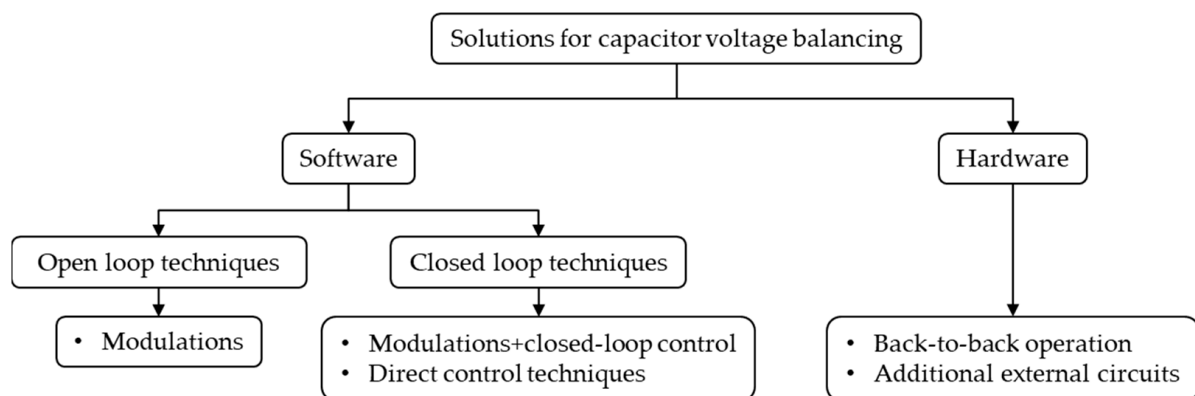 Solutions for capacitor voltage balancing
Software
Hardware
Open loop techniques
Closed loop techniques
• Modulations
• Modulations+closed-loop control
• Direct control techniques
• Back-to-back operation
• Additional external circuits